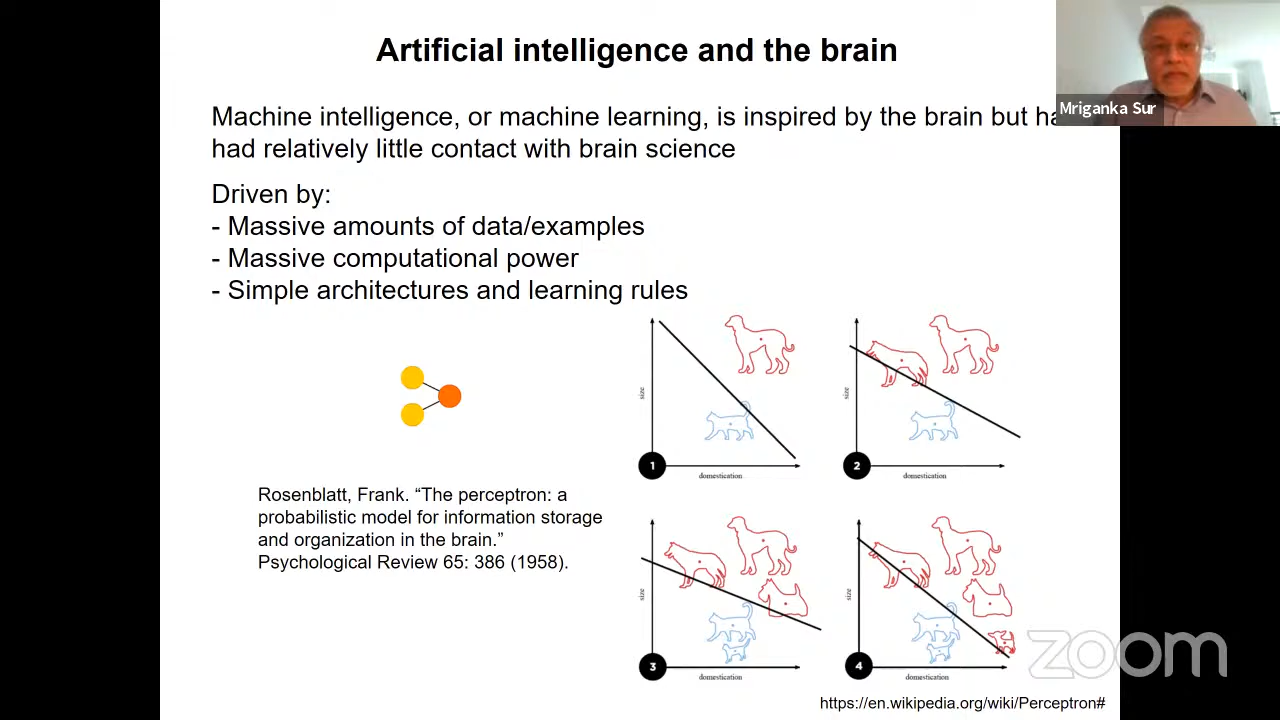 Artificial intelligence and the brain
Mriganka Sur
Machine intelligence, or machine learning, is inspired by the brain but
had relatively little contact with brain science
Driven by:
- Massive amounts of data/examples
- Massive computational power
- Simple architectures and learning rules
size
1
domestication
size
2
domestication
Rosenblatt, Frank. “The perceptron: a
probabilistic model for information storage
and organization in the brain.”
Psychological Review 65: 386 (1958).
size
3
domestication
size
4
domestication
zoom
https://en.wikipedia.org/wiki/Perceptron#